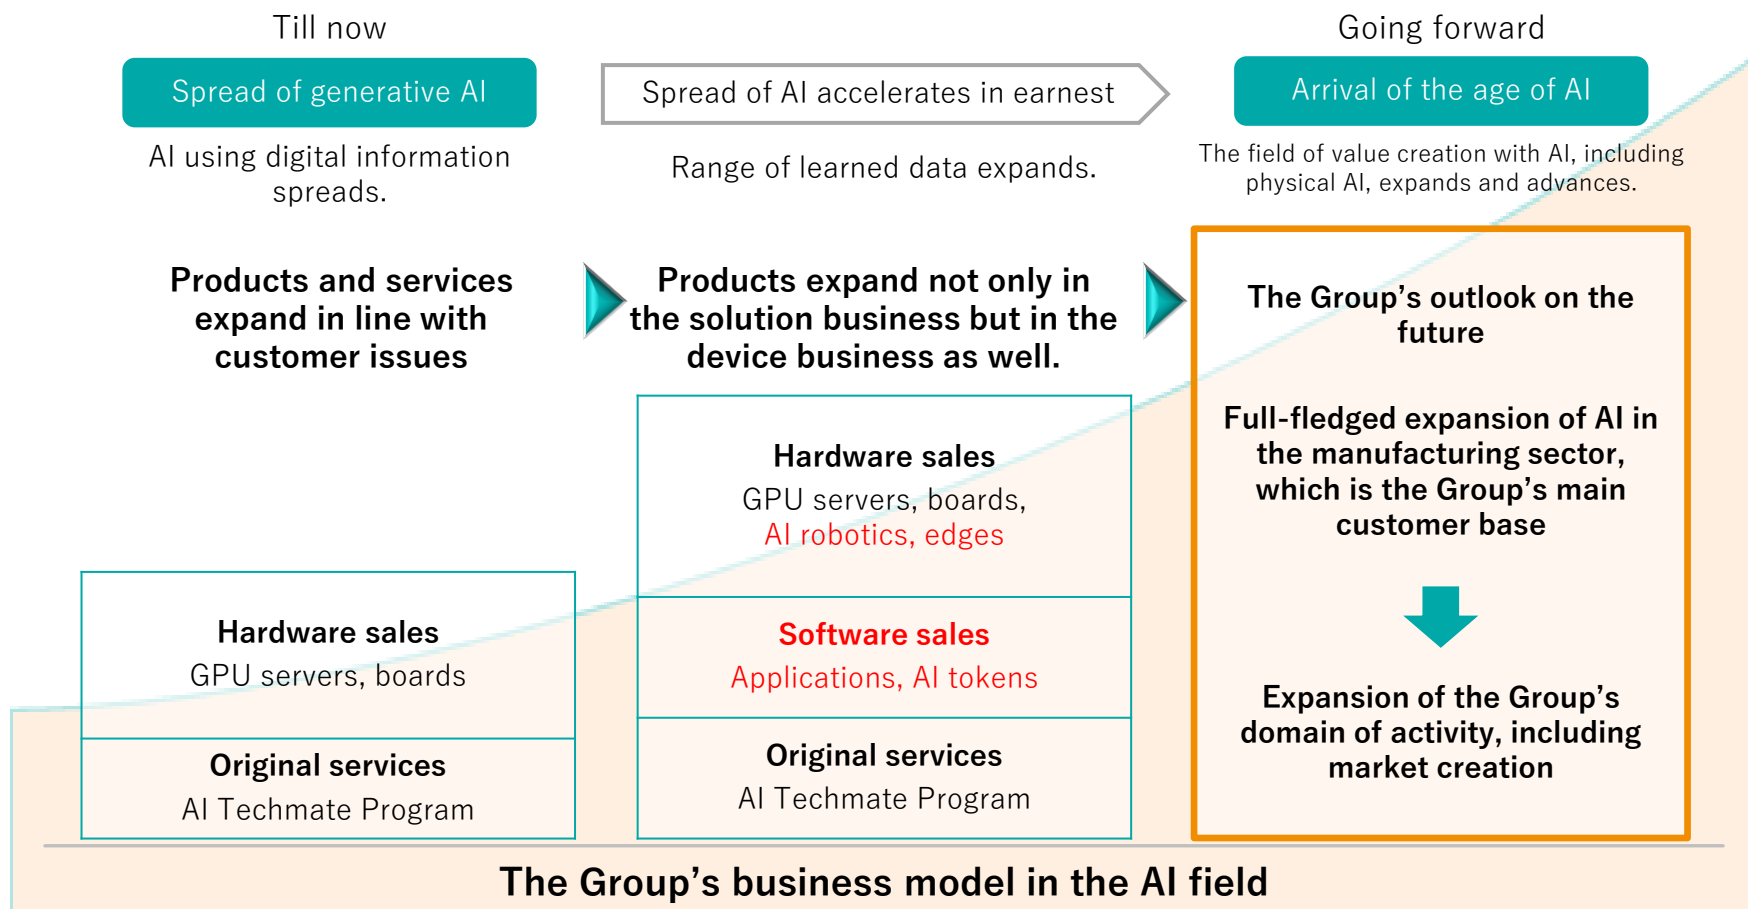 Till now
Spread of generative AI
AI using digital information
spreads.
Products and services
expand in line with
customer issues
Hardware sales
GPU servers, boards
Original services
AI Techmate Program
Spread of AI accelerates in earnest
Range of learned data expands.
Products expand not only in
the solution business but in the
device business as well.
Hardware sales
GPU servers, boards,
AI robotics, edges
Software sales
Applications, AI tokens
Original services
AI Techmate Program
Going forward
Arrival of the age of AI
The field of value creation with AI, including
physical AI, expands and advances.
The Group’s outlook on the
future
Full-fledged expansion of AI in
the manufacturing sector,
which is the Group’s main
customer base
Expansion of the Group’s
domain of activity, including
market creation
The Group’s business model in the AI field